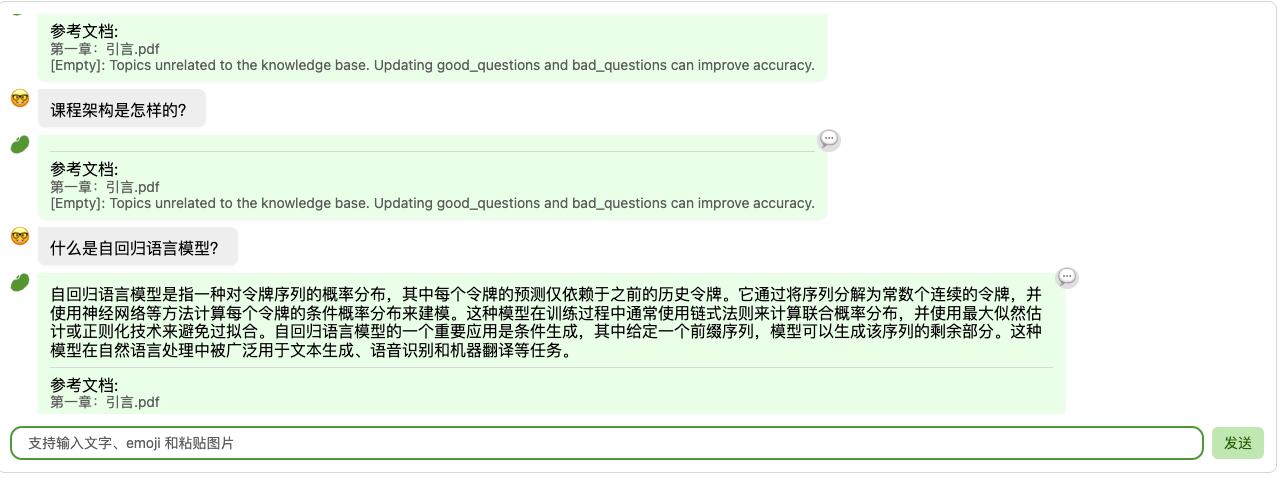 参考文档:
第一章：引言.pdf
[Empty]: Topics unrelated to the knowledge base. Updating good_questions and bad_questions can improve accuracy.
课程架构是怎样的?
参考文档:
第一章：引言.pdf
[Empty]: Topics unrelated to the knowledge base. Updating good_questions and bad_questions can improve accuracy.
什么是自回归语言模型?
自回归语言模型是指一种对令牌序列的概率分布，其中每个令牌的预测仅依赖于之前的历史令牌。它通过将序列分解为常数个连续的令牌，并
使用神经网络等方法计算每个令牌的条件概率分布来建模。这种模型在训练过程中通常使用链式法则来计算联合概率分布，并使用最大似然估
计或正则化技术来避免过拟合。自回归语言模型的一个重要应用是条件生成，其中给定一个前缀序列，模型可以生成该序列的剩余部分。这种
模型在自然语言处理中被广泛用于文本生成、语音识别和机器翻译等任务。
参考文档:
第一章：引言.pdf
支持输入文字、emoji 和粘贴图片
发送